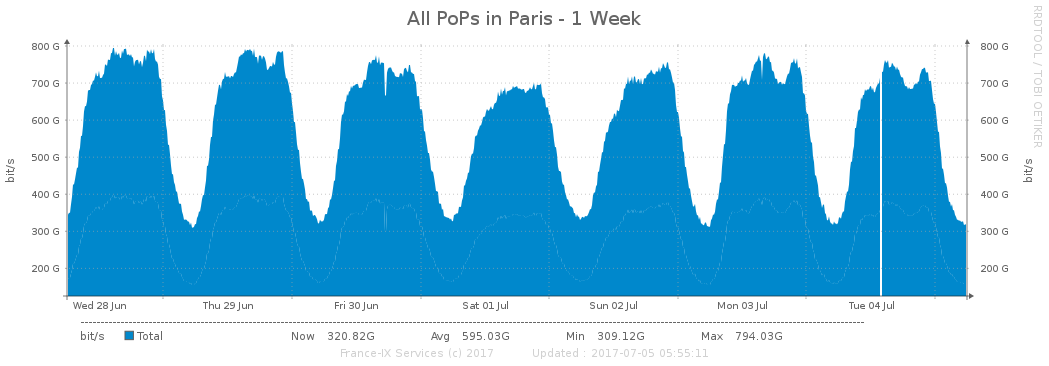 All PoPs in Paris - 1 Week
RRDTOOL / TOBI OETIKER
800 G 800 G
700 G 700 G
600 G 600 G
500 G 500 G
400 G 400 G
300 G 300 G
200 G 200 G
bit/s bit/s
Wed 28 Jun Thu 29 Jun Fri 30 Jun Sat 01 Jul Sun 02 Jul Mon 03 Jul Tue 04 Jul
bit/s Total Now 320.82G Avg 595.03G Min 309.12G Max 794.03G
France-IX Services (c) 2017 Updated : 2017-07-05 05:55:11